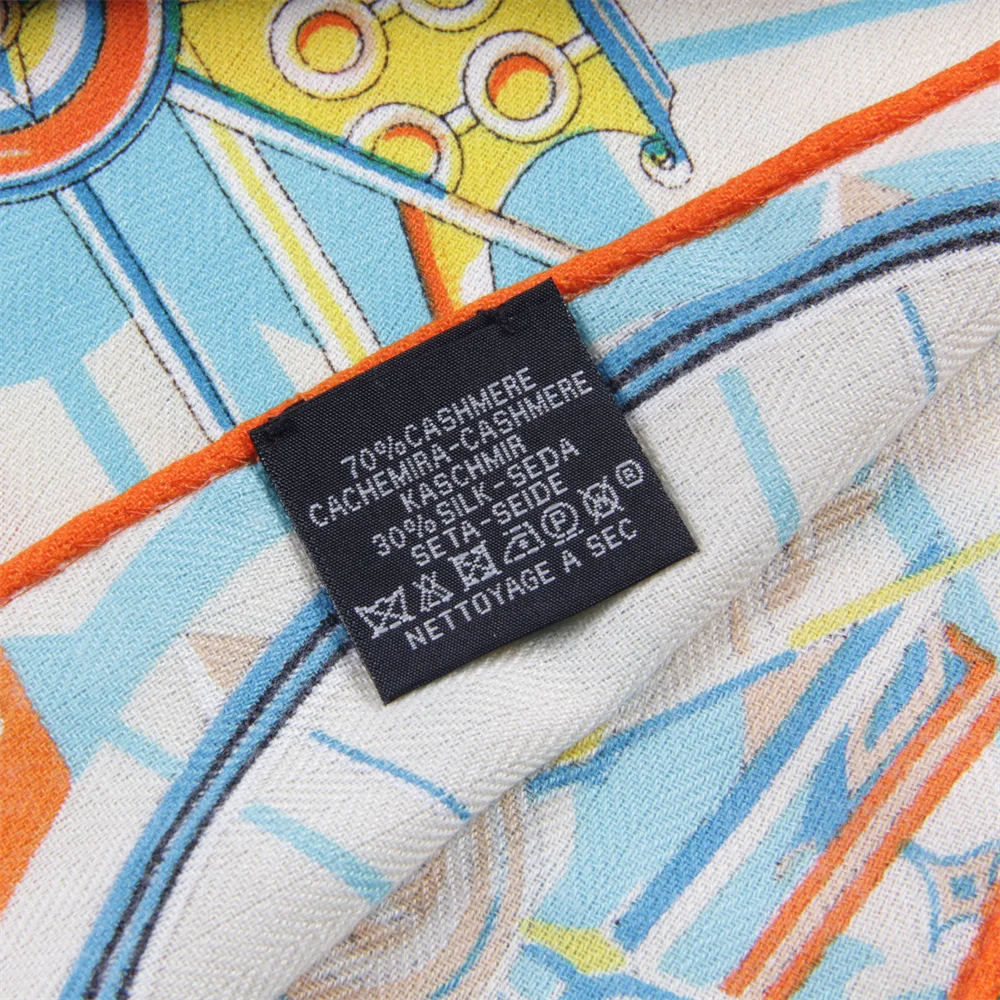 70%CASHMERE
CACHEMIRA-CASHMERE
KASCHMIR
30%SILK-SEDA
SETA-SEIDE
P ®
NETTOYAGE A SEC